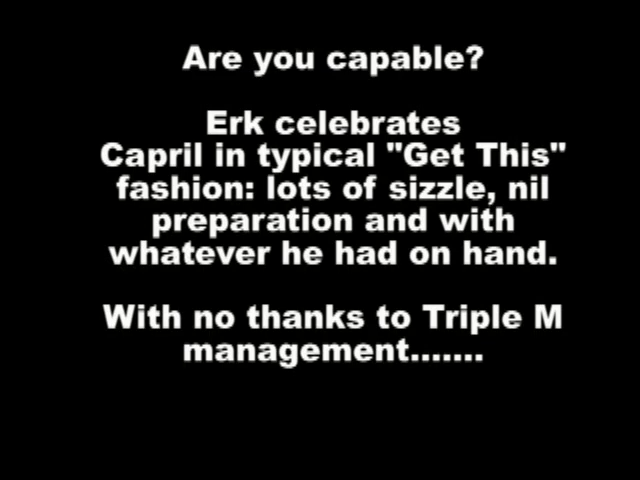 Are you capable?
Erk celebrates
Capril in typical "Get This"
fashion: lots of sizzle, nil
preparation and with
whatever he had on hand.
With no thanks to Triple M
management.......